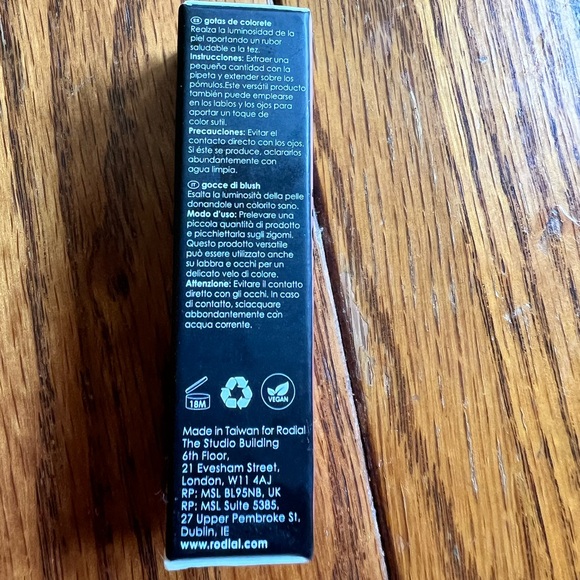 ES gotas de colorete
Realza la luminosidad de la
piel aportando un rubor
saludable a la tez.
Instrucciones: Extraer una
pequeña cantidad con la
pipeta y extender sobre los
pómulos.Este versátil producto
también puede emplearse
en los labios y los ojos para
aportar un toque de
color sutil.
Precauciones: Evitar el
contacto directo con los ojos.
Si éste se produce, aclararlos
abundantemente con
agua limpia.
IT gocce di blush
Esalta la luminosità della pelle
donandole un colorito sano.
Modo d'uso: Prelevare una
piccola quantità di prodotto
e picchiettarla sugli zigomi.
Questo prodotto versatile
può essere utilizzato anche
su labbra e occhi per un
delicato velo di colore.
Attenzione: Evitare il contatto
diretto con gli occhi. In caso
di contatto, sciacquare
abbondantemente con
acqua corrente.
18M
VEGAN
Made in Taiwan for Rodial
The Studio Building
6th Floor,
21 Evesham Street,
London, W11 4AJ
RP: MSL BL95NB, UK
RP: MSL Suite 5385,
27 Upper Pembroke St,
Dublin, IE
www.rodial.com